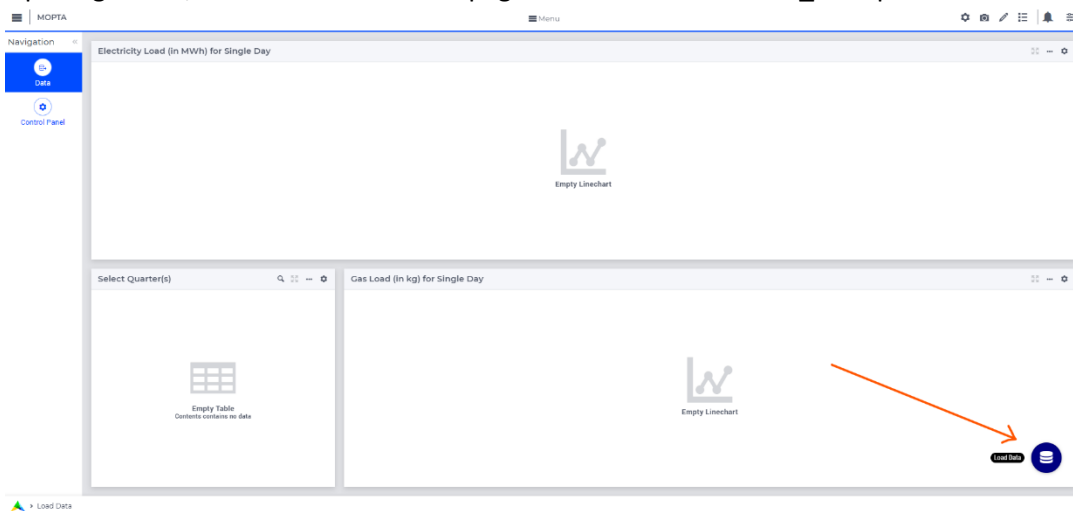 MOPTA
Menu
Navigation
Data
Control Panel
Electricity Load (in MWh) for Single Day
Empty Linechart
Select Quarter(s)
Empty Table
Contents contains no data
Gas Load (in kg) for Single Day
Empty Linechart
Load Data
Load Data